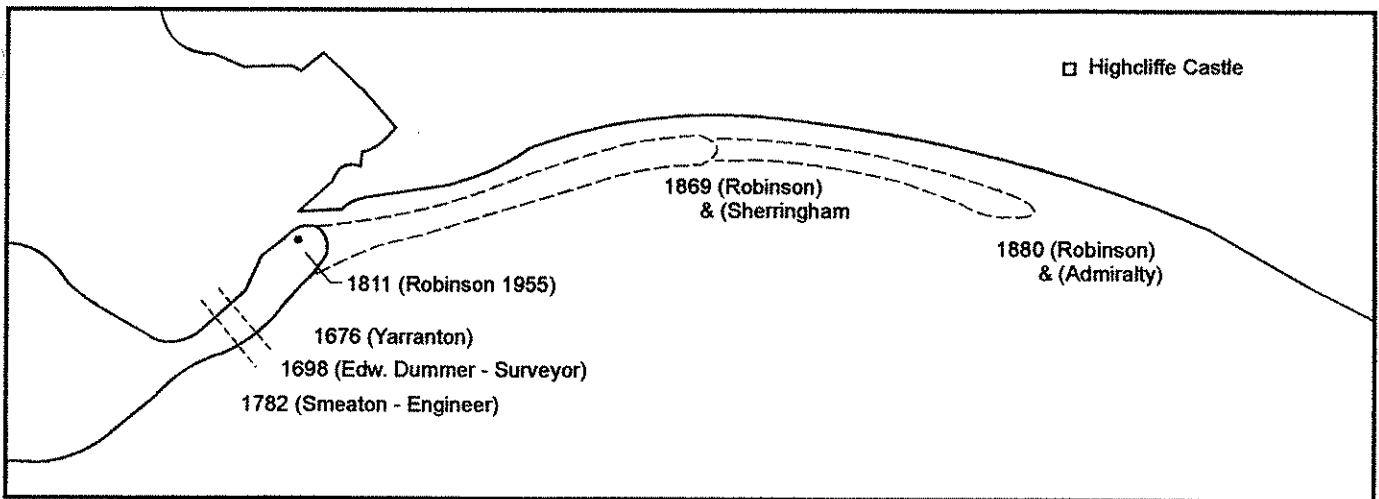 Highcliffe Castle
1869 (Robinson)
& (Sherringham
1880 (Robinson)
& (Admiralty)
1811 (Robinson 1955)
1676 (Yarranton)
1698 (Edw. Dummer - Surveyor)
1782 (Smeaton - Engineer)